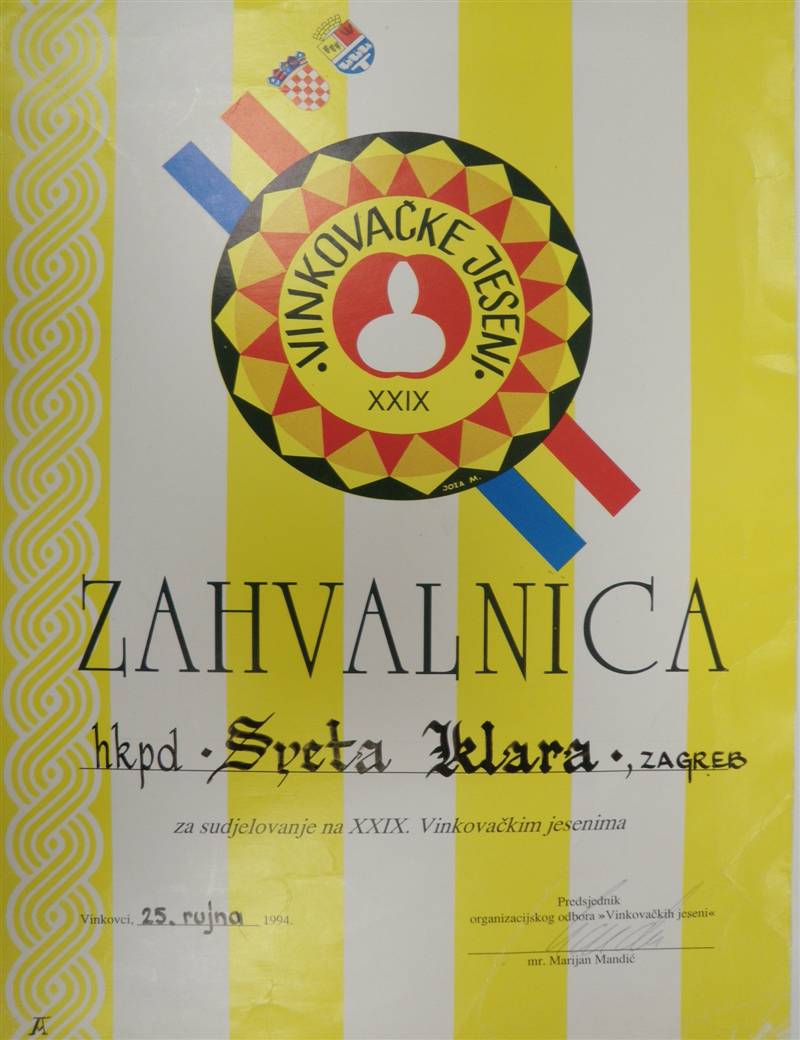 ·VINKOVAČKE JESENI·
XXIX
JOZA M.
ZAHVALNICA
hkpd ·Sveta Klara·, ZAGREB
za sudjelovanje na XXIX. Vinkovačkim jesenima
Predsjednik
organizacijskog odbora »Vinkovačkih jeseni«
Vinkovci, 25. rujna 1994.
mr. Marijan Mandić